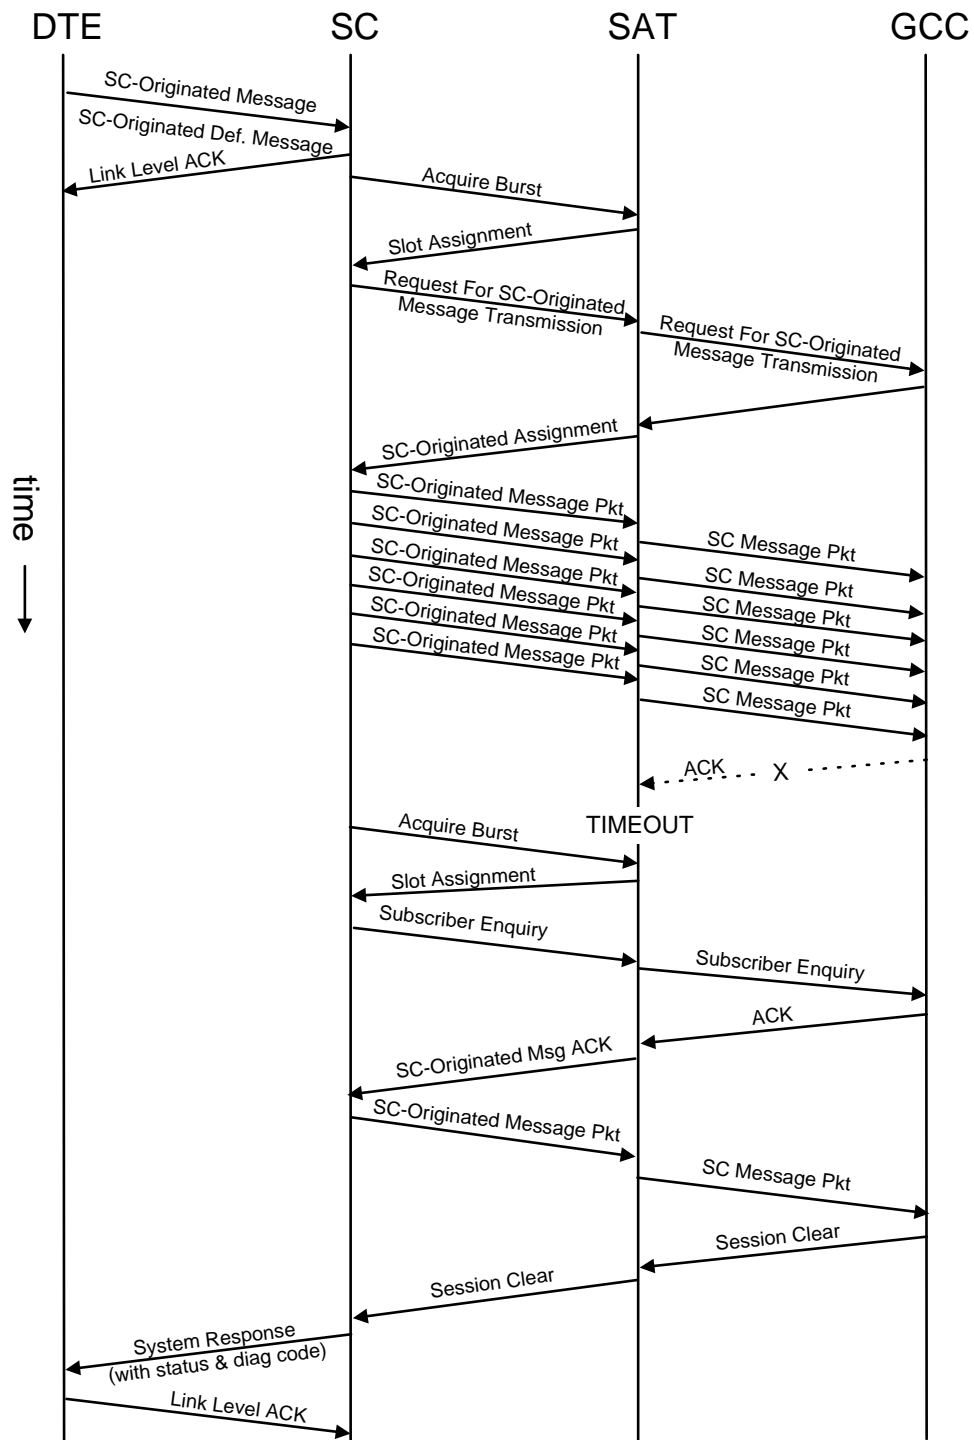 DTE SC SAT GCC
SC-Originated Message
SC-Originated Def. Message
Link Level ACK
Acquire Burst
Slot Assignment
Request For SC-Originated
Message Transmission
Request For SC-Originated
Message Transmission
SC-Originated Assignment
time
SC-Originated Message Pkt
SC-Originated Message Pkt
SC Message Pkt
SC-Originated Message Pkt
SC Message Pkt
SC-Originated Message Pkt
SC Message Pkt
SC-Originated Message Pkt
SC Message Pkt
SC-Originated Message Pkt
SC Message Pkt
SC Message Pkt
ACK X
TIMEOUT
Acquire Burst
Slot Assignment
Subscriber Enquiry
Subscriber Enquiry
ACK
SC-Originated Msg ACK
SC-Originated Message Pkt
SC Message Pkt
Session Clear
Session Clear
System Response
(with status & diag code)
Link Level ACK